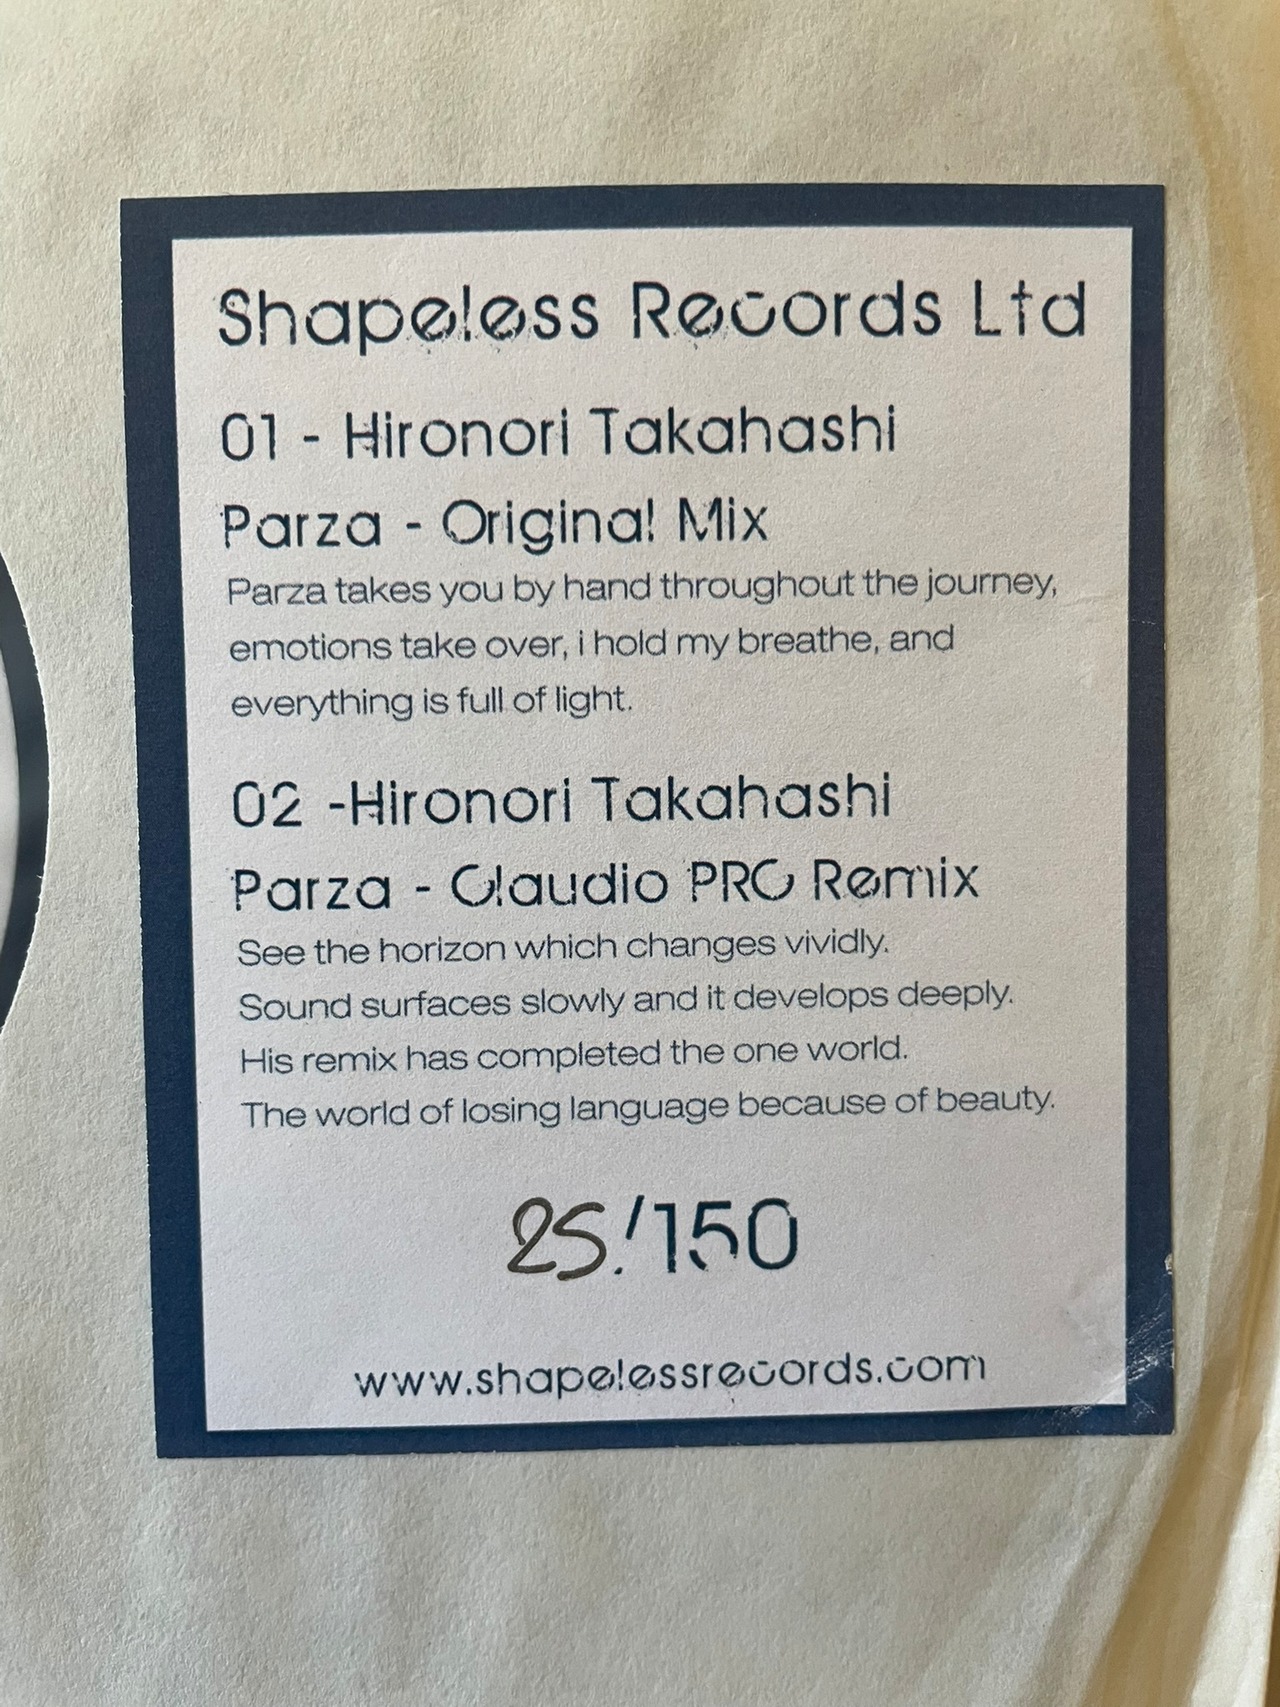 Shapeless Records Ltd
01 - Hironori Takahashi
Parza - Original Mix
Parza takes you by hand throughout the journey,
emotions take over, i hold my breathe, and
everything is full of light.
02 -Hironori Takahashi
Parza - Claudio PRC Remix
See the horizon which changes vividly.
Sound surfaces slowly and it develops deeply.
His remix has completed the one world.
The world of losing language because of beauty.
25./150
www.shapelessrecords.com